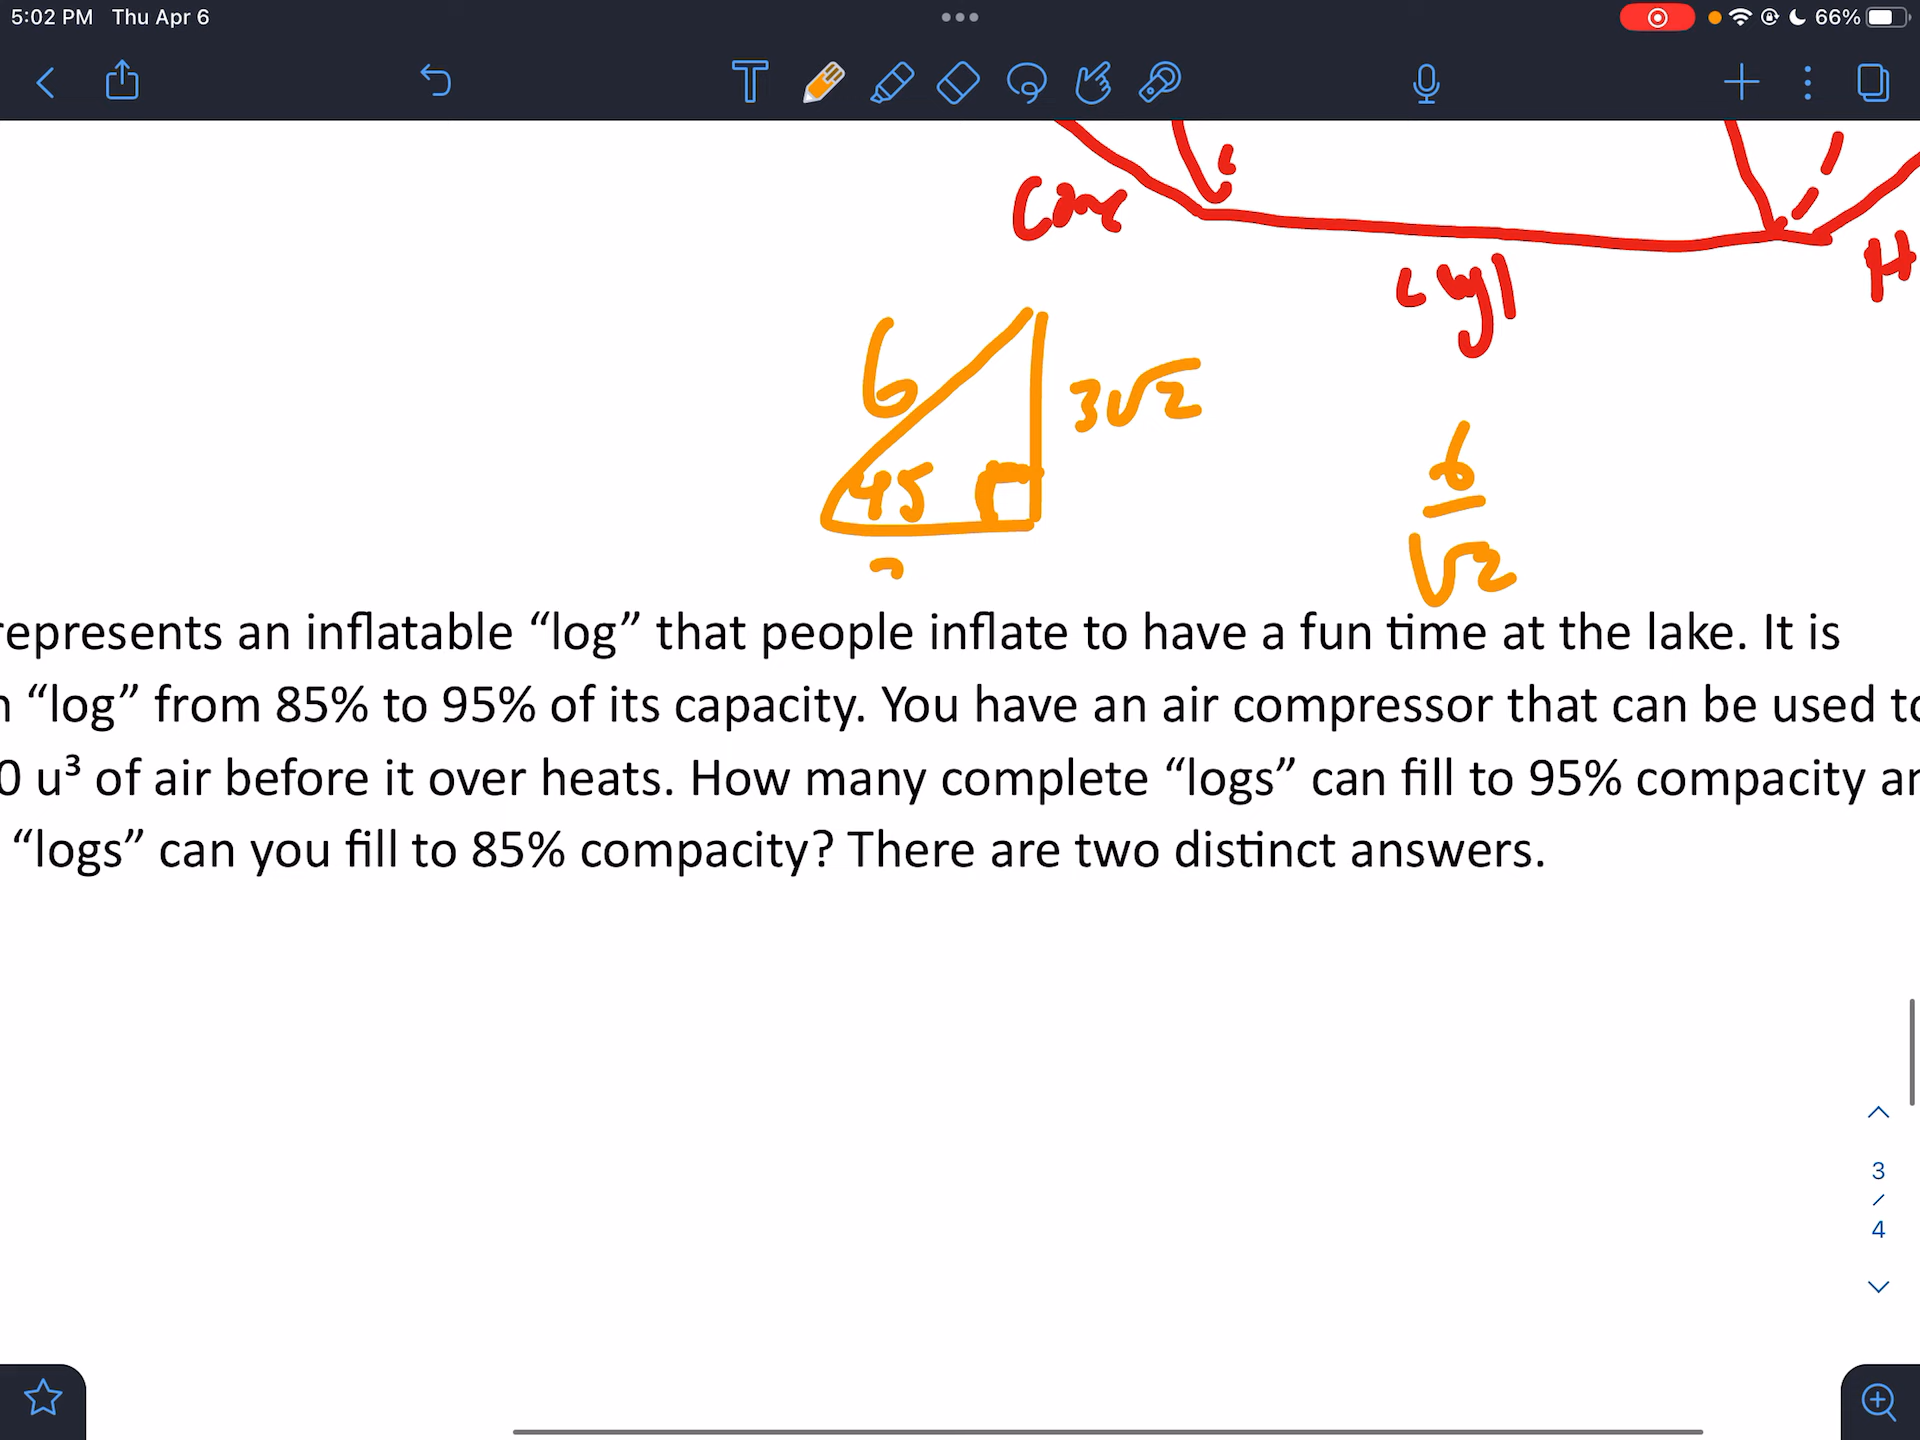 5:02 PM Thu Apr 6
66%
Cone
Cyl
H
6
3√2
45
6
√2
represents an inflatable “log” that people inflate to have a fun time at the lake. It is
“log” from 85% to 95% of its capacity. You have an air compressor that can be used to
0 u³ of air before it over heats. How many complete “logs” can fill to 95% compacity
“logs” can you fill to 85% compacity? There are two distinct answers.
3
/
4